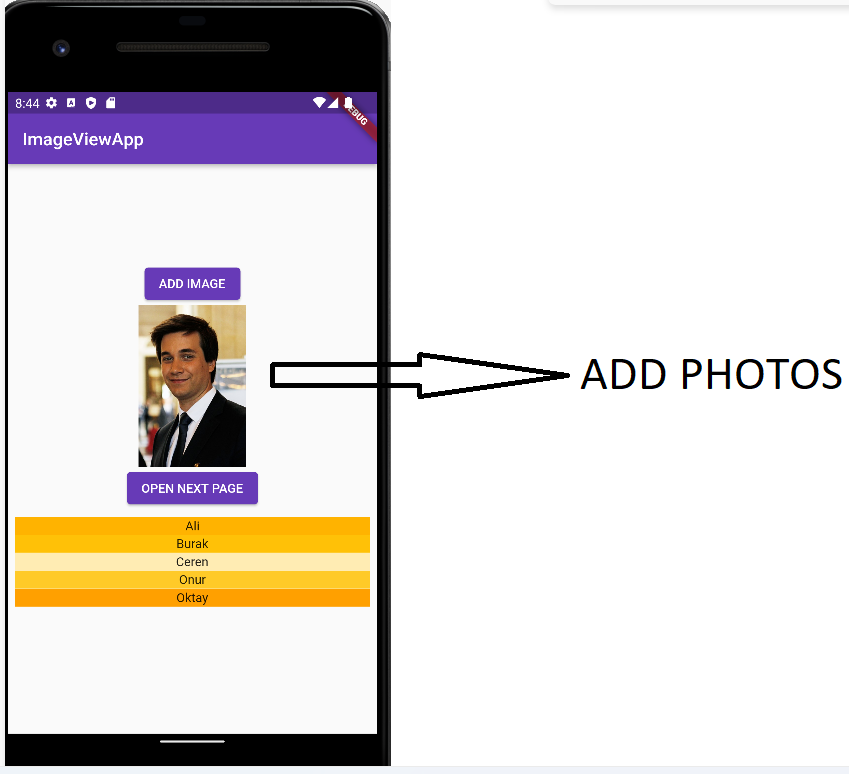 8:44
DEBUG
ImageViewApp
ADD IMAGE
ADD PHOTOS
OPEN NEXT PAGE
Ali
Burak
Ceren
Onur
Oktay